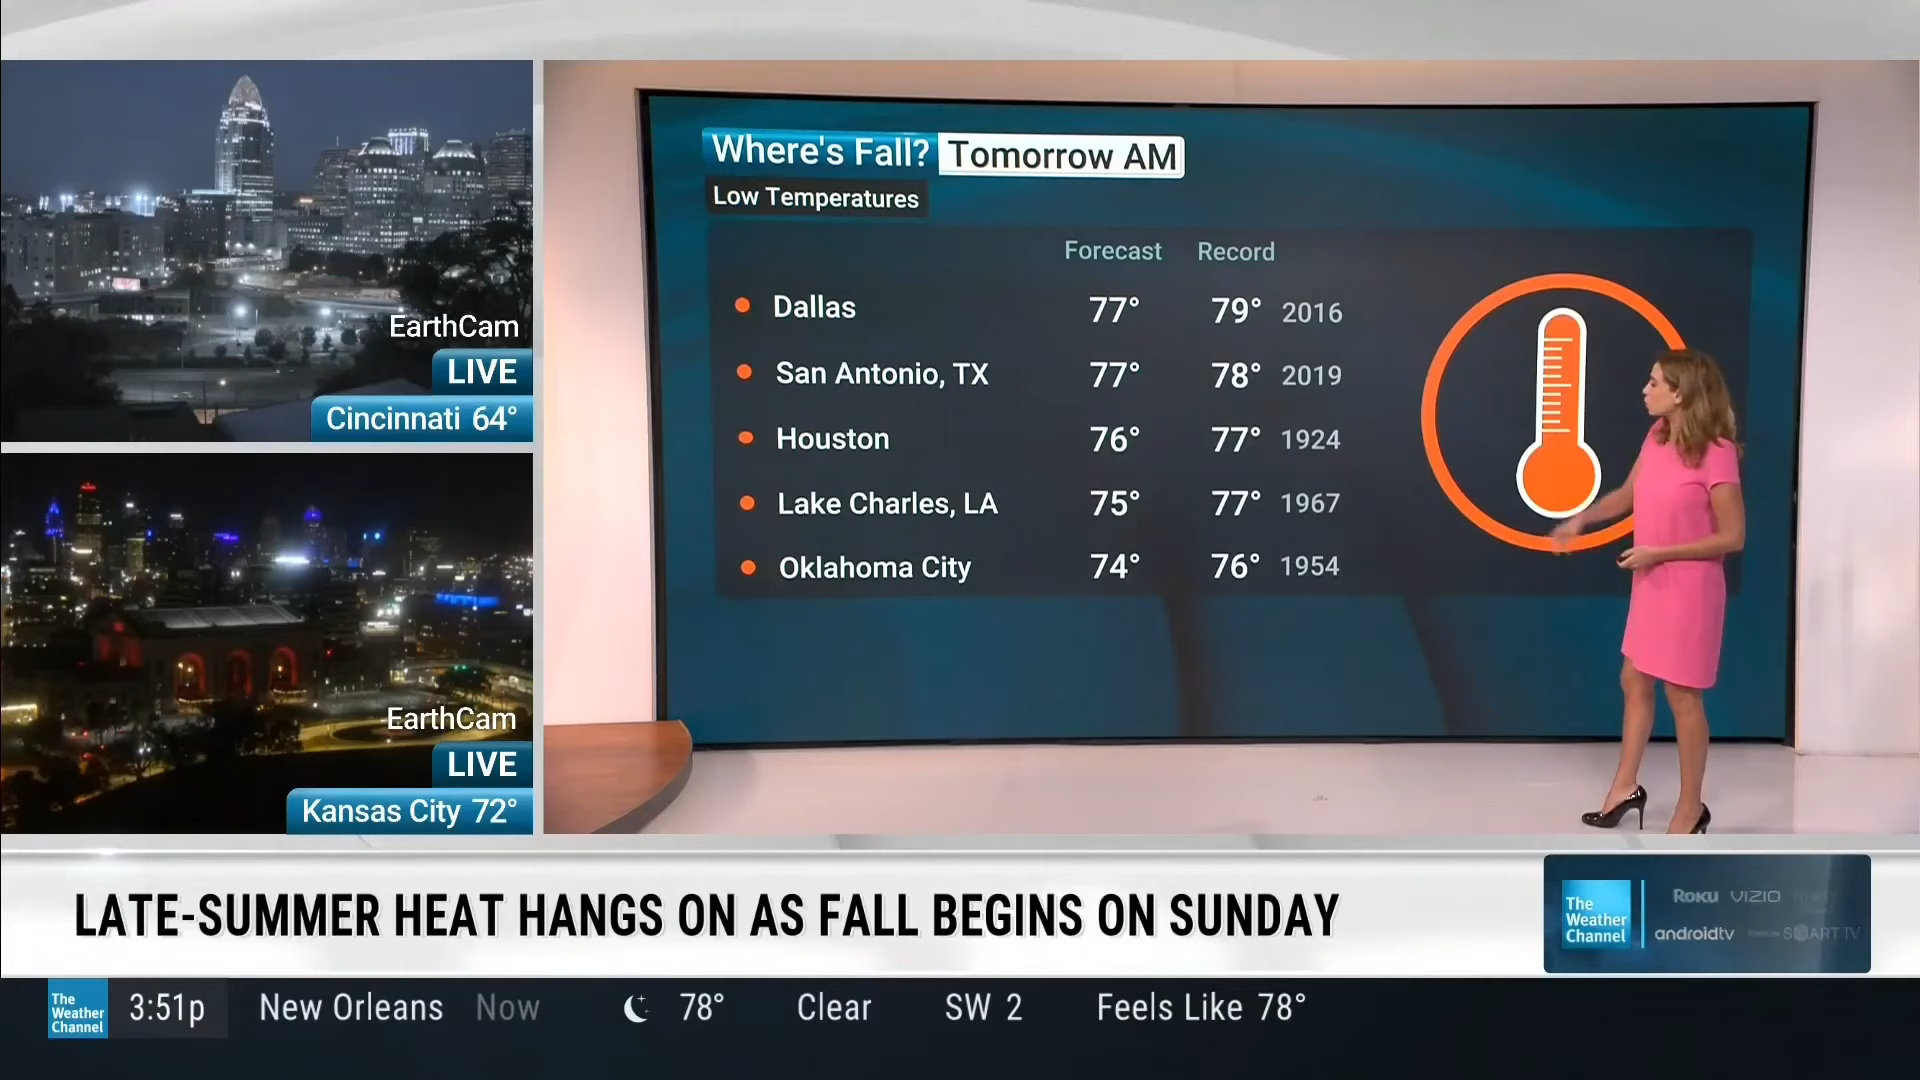 EarthCam
LIVE
Cincinnati 64°
EarthCam
LIVE
Kansas City 72°
Where's Fall? Tomorrow AM
Low Temperatures
Forecast Record
Dallas 77° 79° 2016
San Antonio, TX 77° 78° 2019
Houston 76° 77° 1924
Lake Charles, LA 75° 77° 1967
Oklahoma City 74° 76° 1954
LATE-SUMMER HEAT HANGS ON AS FALL BEGINS ON SUNDAY
The Weather Channel
Roku VIZIO
androidtv SMART TV
The Weather Channel
3:51p New Orleans Now 78° Clear SW 2 Feels Like 78°